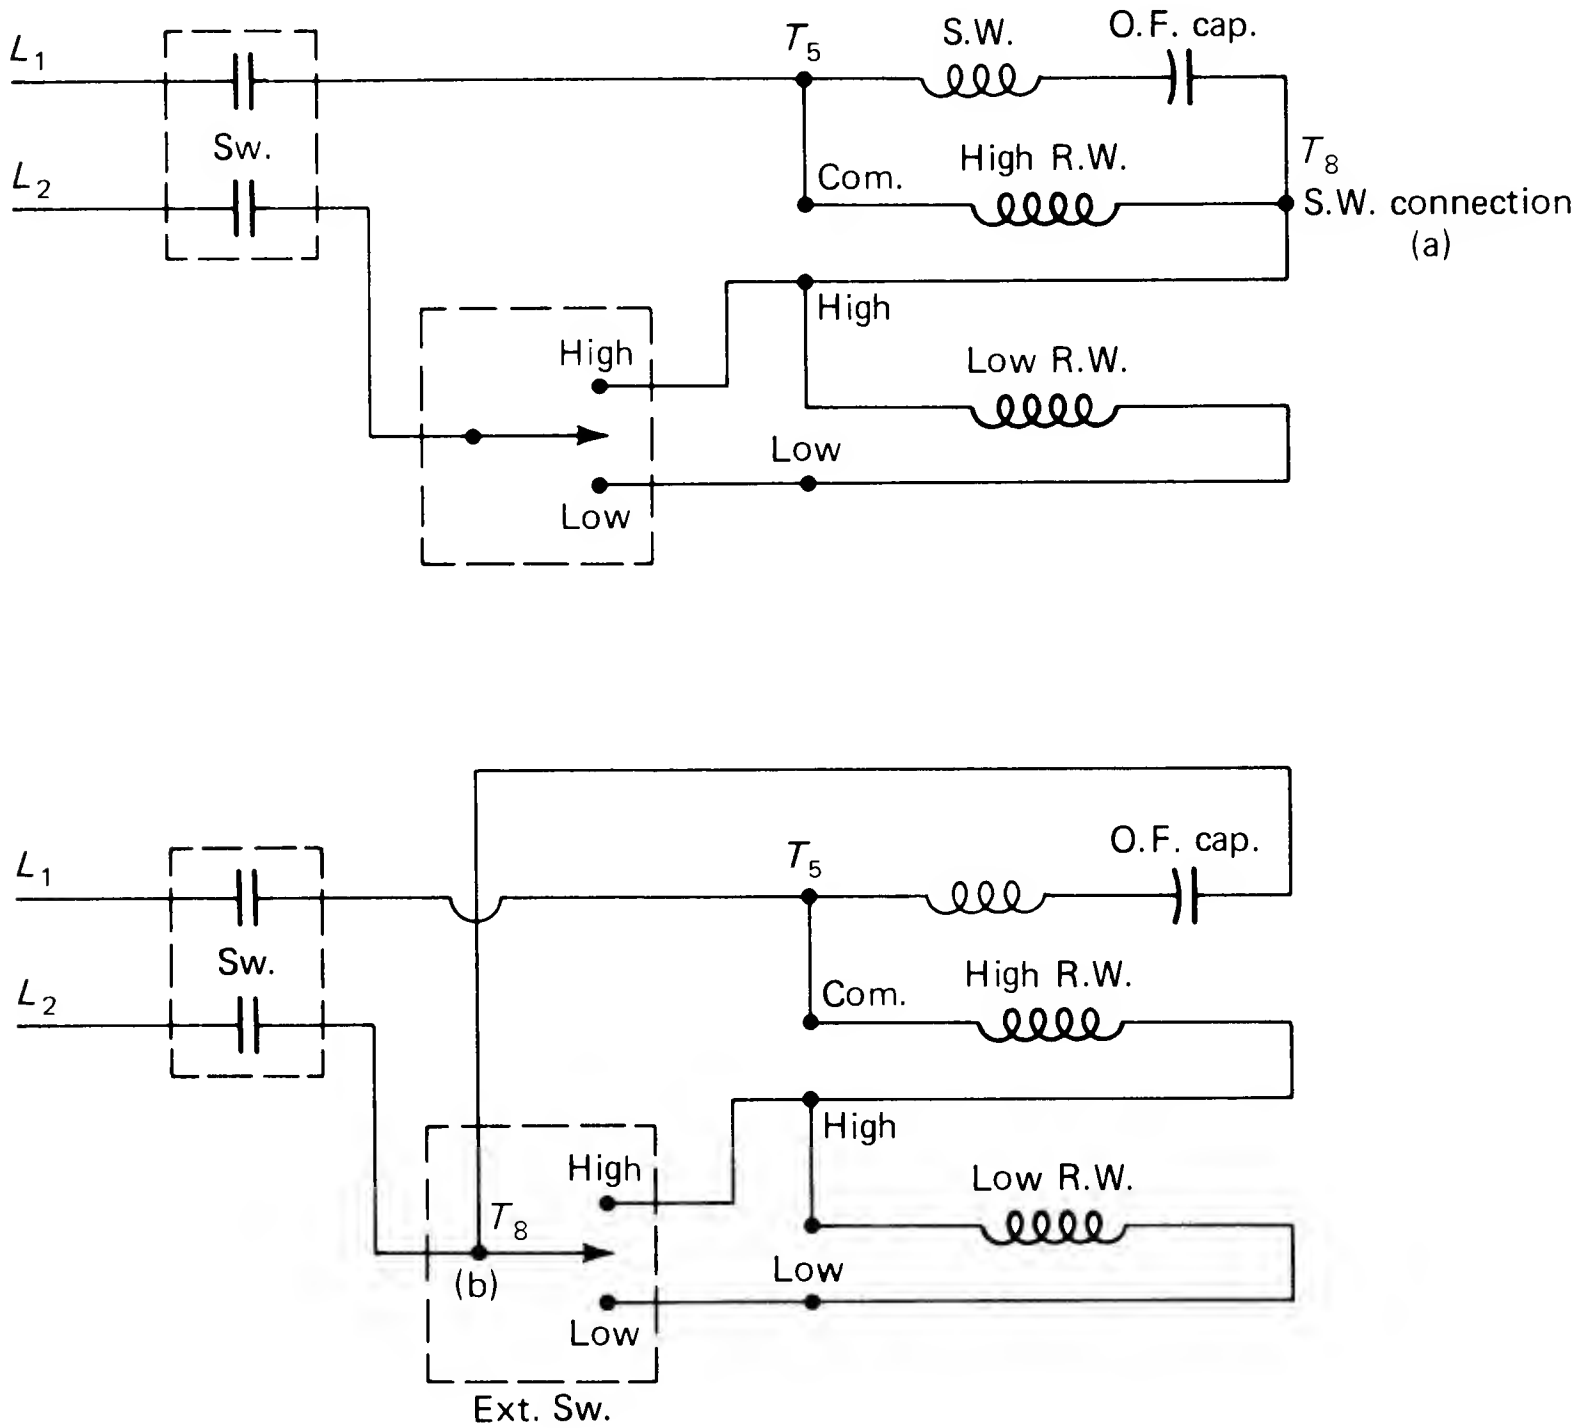 L1
Sw.
L2
T5
S.W.
O.F. cap.
Com.
High R.W.
T8
S.W. connection
(a)
High
High
Low R.W.
Low
Low
L1
Sw.
L2
T5
O.F. cap.
Com.
High R.W.
High
High
T8
(b)
Low R.W.
Low
Low
Ext. Sw.